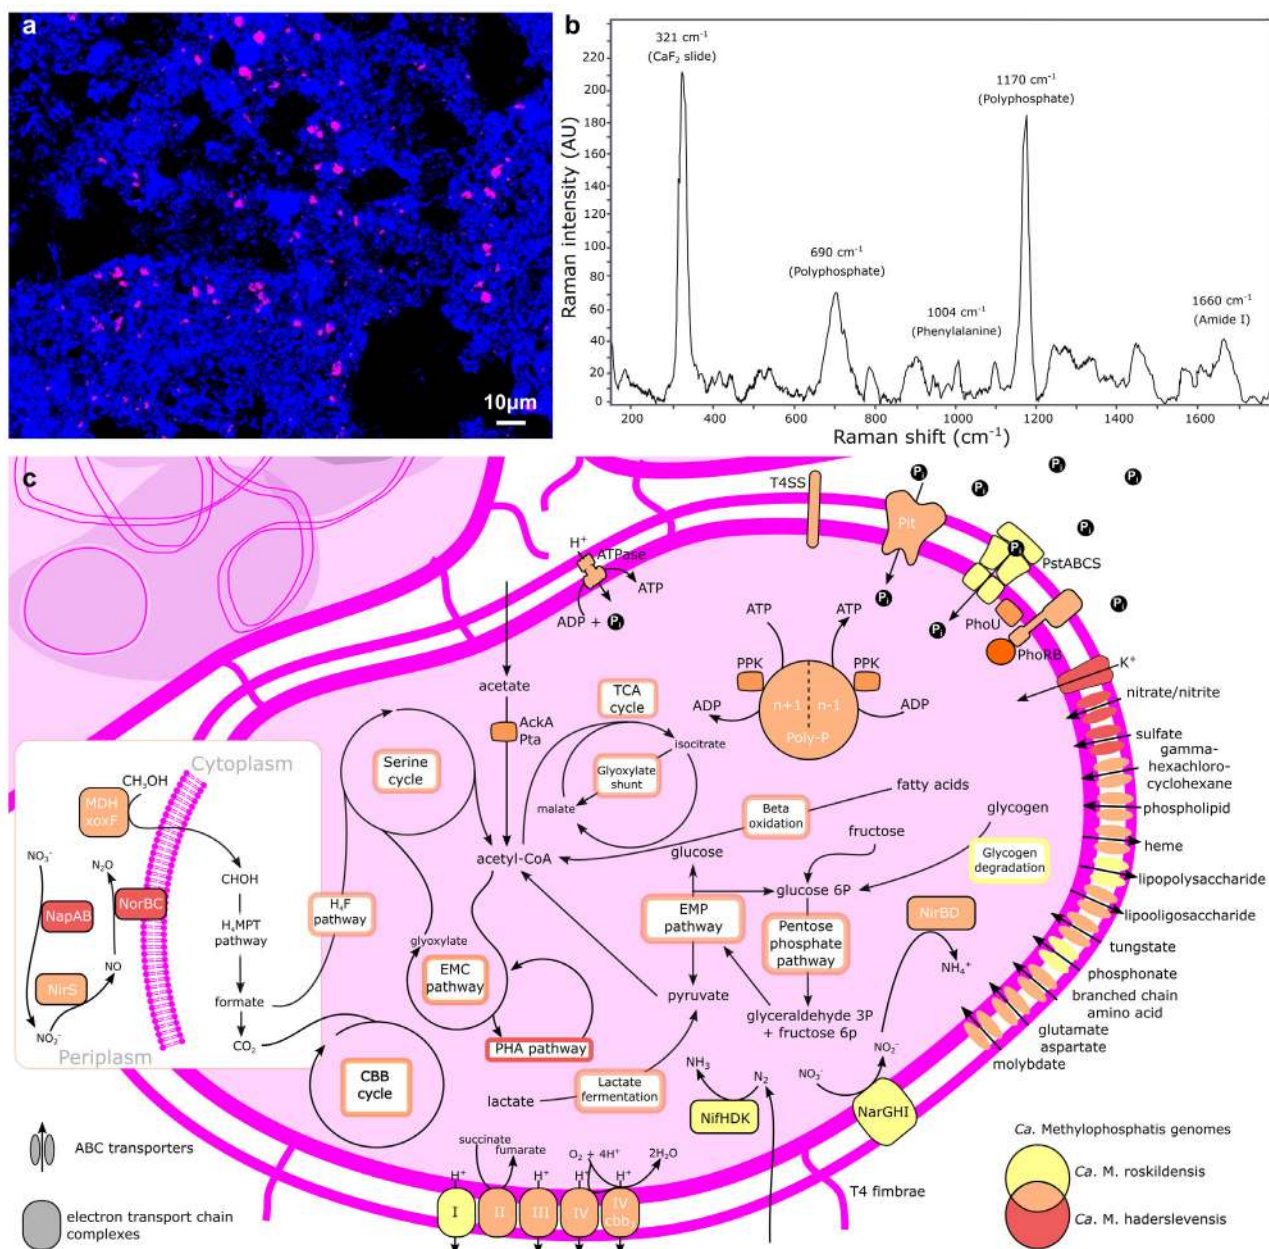 a
10μm
b
321 cm⁻¹
(CaF₂ slide)
1170 cm⁻¹
(Polyphosphate)
690 cm⁻¹
(Polyphosphate)
1004 cm⁻¹
(Phenylalanine)
1660 cm⁻¹
(Amide I)
Raman intensity (AU)
220
200
180
160
140
120
100
80
60
40
20
0
200
400
600
800
1000
1200
1400
1600
Raman shift (cm⁻¹)
c
T4SS
Pit
Pi
Pi
Pi
Pi
Pi
Pi
Pi
Pi
PstABCS
PhoU
PhoRB
K⁺
H⁺
ATPase
ATP
ADP + Pi
acetate
AckA
Pta
TCA
cycle
isocitrate
Glyoxylate
shunt
malate
Serine
cycle
acetyl-CoA
ATP
ATP
PPK
PPK
n+1
n-1
Poly-P
ADP
ADP
nitrate/nitrite
sulfate
gamma-
hexachloro-
cyclohexane
phospholipid
heme
lipopolysaccharide
lipooligosaccharide
tungstate
phosphonate
branched chain
amino acid
glutamate
aspartate
molybdate
fatty acids
Beta
oxidation
glycogen
Glycogen
degradation
fructose
glucose
glucose 6P
EMP
pathway
Pentose
phosphate
pathway
pyruvate
glyceraldehyde 3P
+ fructose 6p
NirBD
NH₄⁺
NO₂⁻
NO₃⁻
NarGHI
NH₃
N₂
NifHDK
Cytoplasm
MDH
xoxF
CH₃OH
NO₃⁻
N₂O
NapAB
NorBC
CHOH
H₄MPT
pathway
H₄F
pathway
NirS
NO
formate
NO₂⁻
CO₂
Periplasm
glyoxylate
EMC
pathway
PHA pathway
CBB
cycle
lactate
Lactate
fermentation
succinate
fumarate
O₂ + 4H⁺
2H₂O
H⁺
H⁺
H⁺
H⁺
I
II
III
IV
IV
T4 fimbrae
ABC transporters
electron transport chain
complexes
Ca. Methylophosphatis genomes
Ca. M. roskildensis
Ca. M. haderslevensis